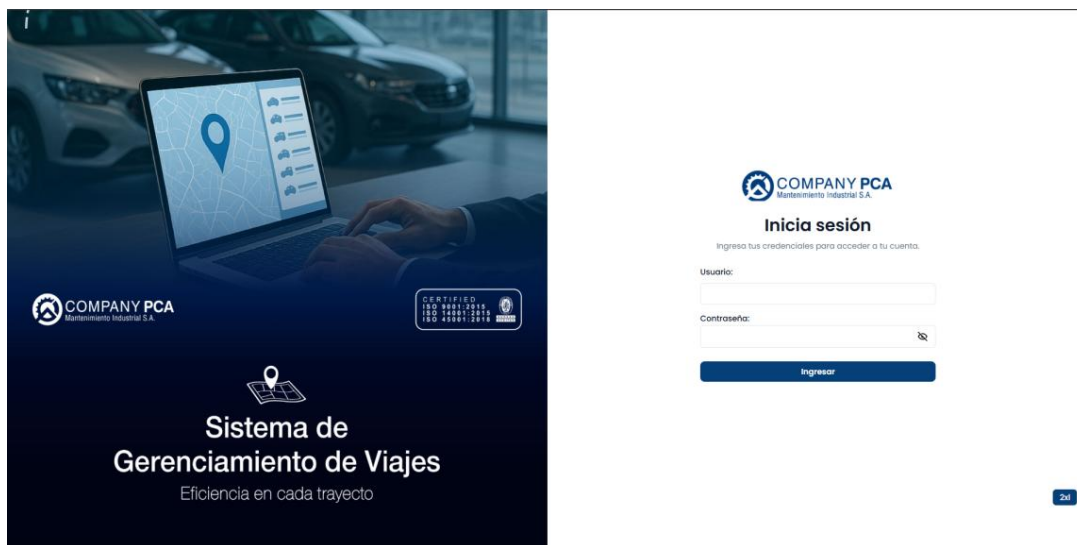 COMPANY PCA
Mantenimiento Industrial S.A.
CERTIFIED
ISO 9001:2015
ISO 14001:2015
ISO 45001:2018
Sistema de
Gerenciamiento de Viajes
Eficiencia en cada trayecto
COMPANY PCA
Mantenimiento Industrial S.A.
Inicia sesión
Ingresa tus credenciales para acceder a tu cuenta.
Usuario:
Contraseña:
Ingresar
2xl